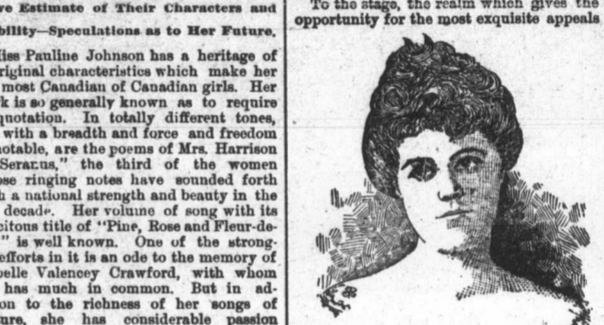 ve Estimate of Their Characters and
bility—Speculations as to Her Future.
liss Pauline Johnson has a heritage of
riginal characteristics which make her
most Canadian of Canadian girls. Her
k is so generally known as to require
quotation. In totally different tones,
with a breadth and force and freedom
notable, are the poems of Mrs. Harrison
Seranus," the third of the women
ose ringing notes have sounded forth
h a national strength and beauty in the
decade. Her volume of song with its
citous title of "Pine, Rose and Fleur-de-
" is well known. One of the strong-
efforts in it is an ode to the memory of
belle Valencey Crawford, with whom
has much in common. But in ad-
on to the richness of her songs of
ure, she has considerable passion
To the stage, the realm which gives the
opportunity for the most exquisite appeals